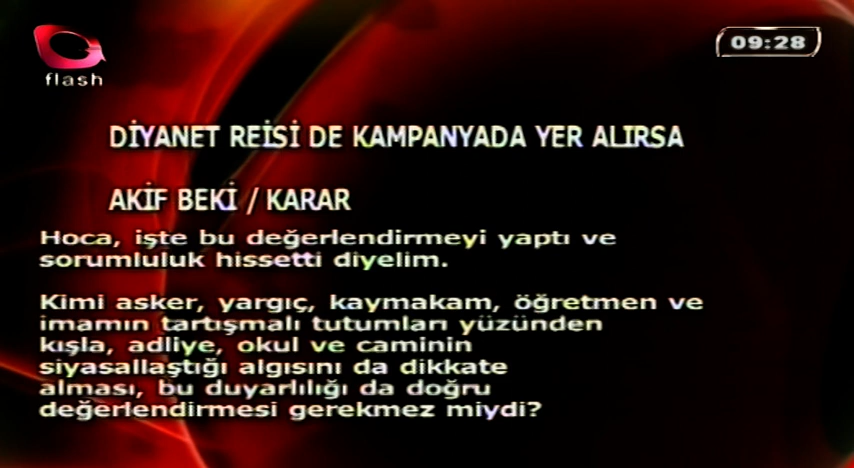 flash
09:28
DİYANET REİSİ DE KAMPANYADA YER ALIRSA
AKİF BEKİ / KARAR
Hoca, işte bu değerlendirmeyi yaptı ve
sorumluluk hissetti diyelim.
Kimi asker, yargıç, kaymakam, öğretmen ve
imamın tartışmalı tutumları yüzünden
kışla, adliye, okul ve caminin
siyasallaştığı algısını da dikkate
alması, bu duyarlılığı da doğru
değerlendirmesi gerekmez miydi?